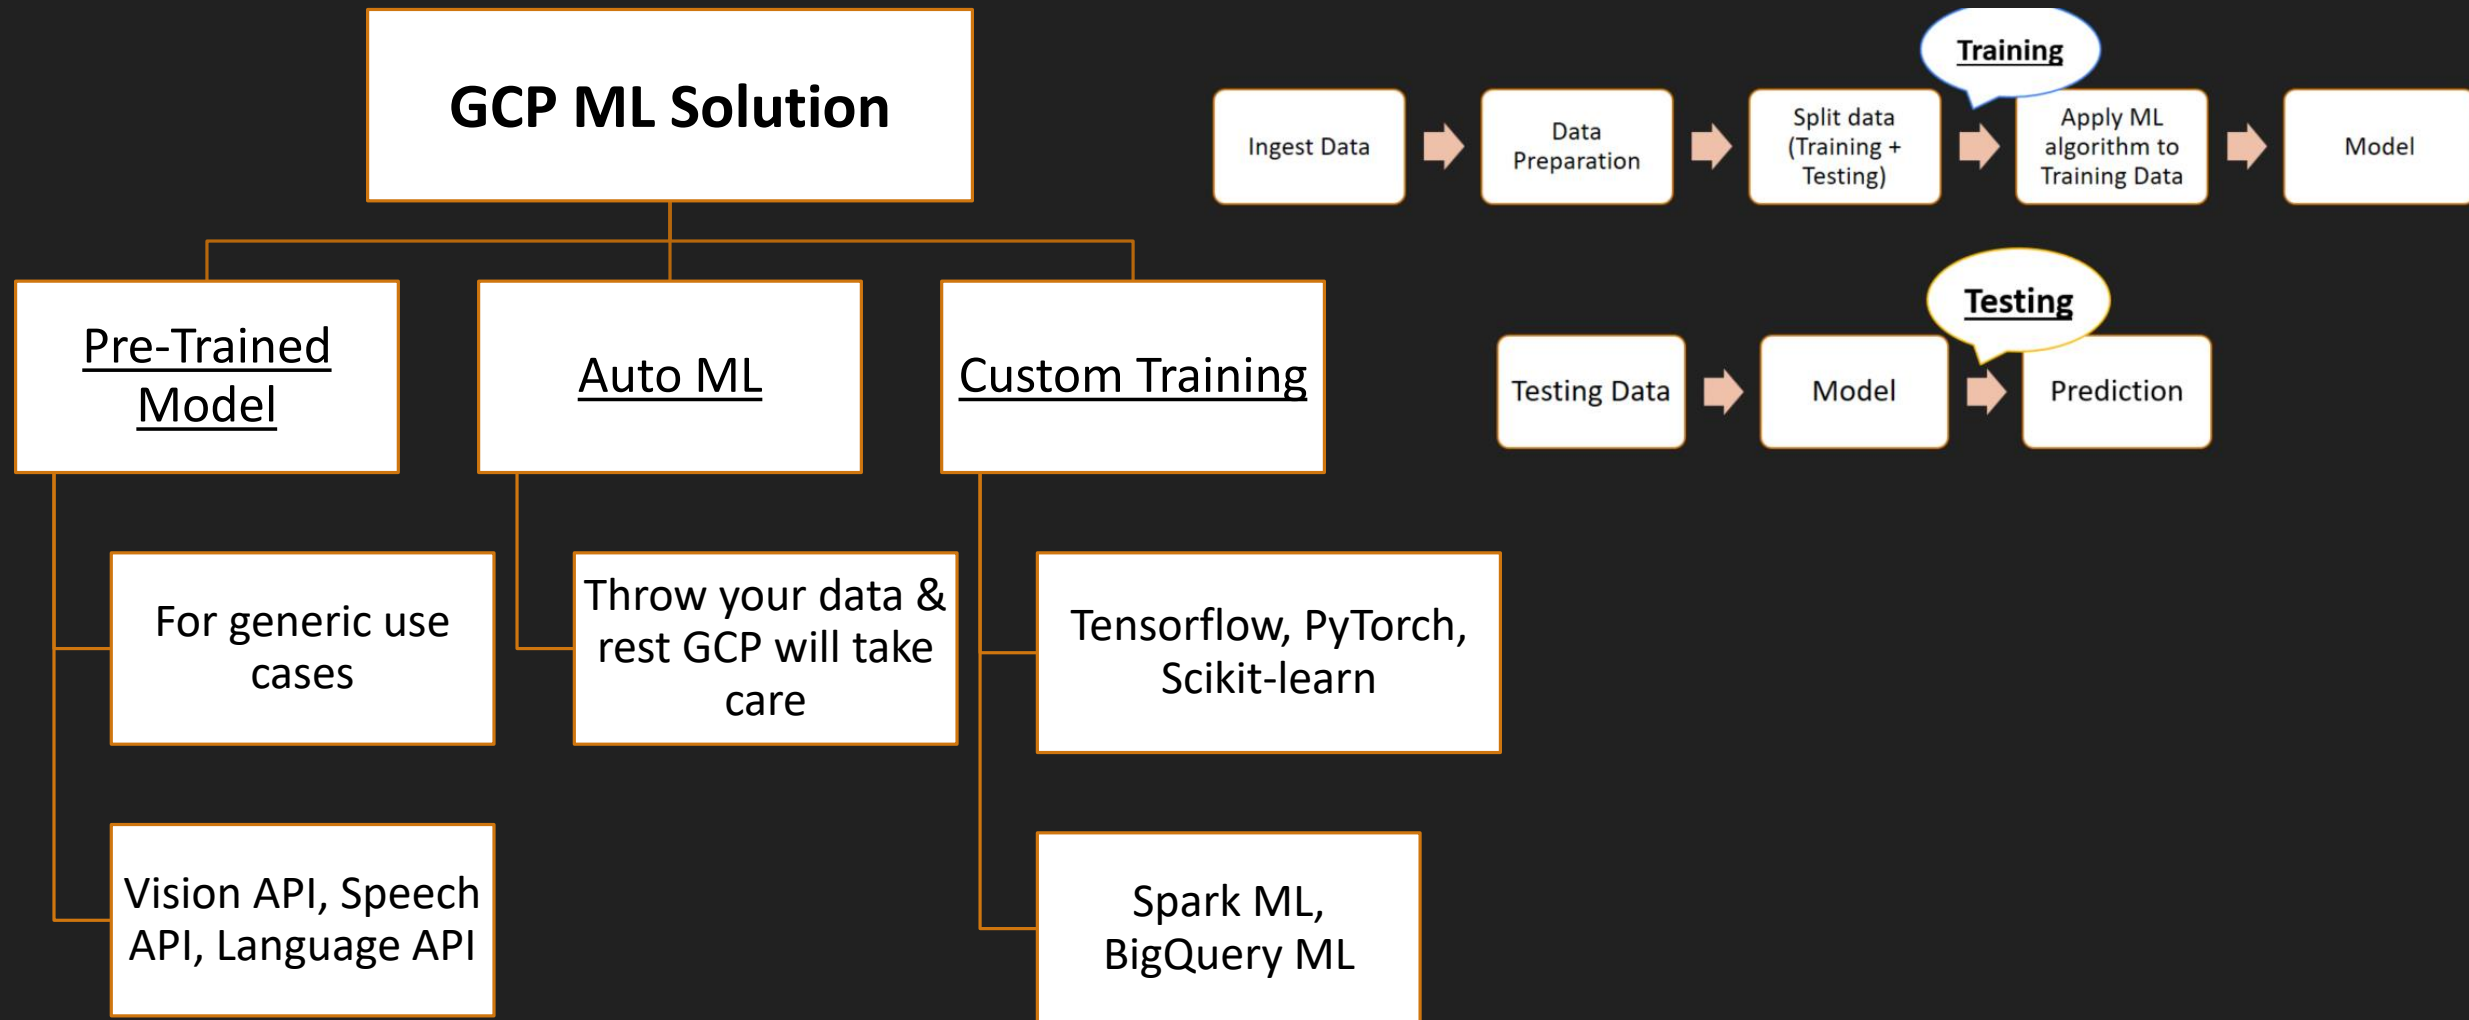 GCP ML Solution
Pre-Trained
Model
Auto ML
Custom Training
For generic use
cases
Throw your data &
rest GCP will take
care
Tensorflow, PyTorch,
Scikit-learn
Vision API, Speech
API, Language API
Spark ML,
BigQuery ML
Training
Ingest Data
Data
Preparation
Split data
(Training +
Testing)
Apply ML
algorithm to
Training Data
Model
Testing
Testing Data
Model
Prediction